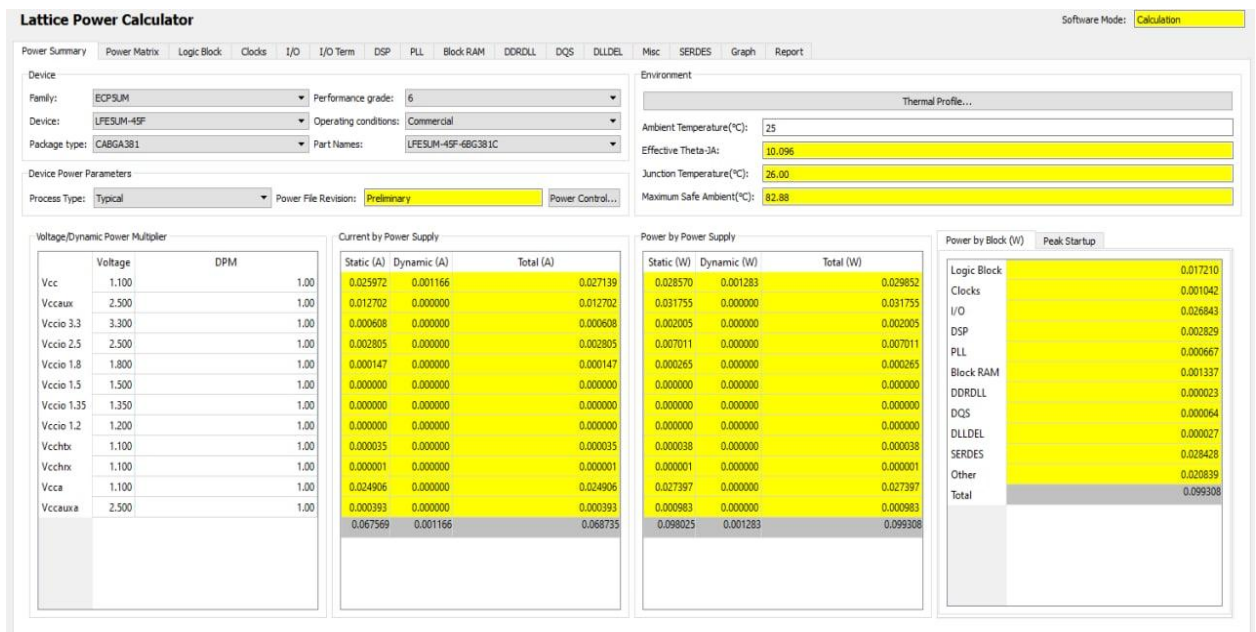 Lattice Power Calculator
Software Mode: Calculation
Power Summary Power Matrix Logic Block Clocks I/O I/O Term DSP PLL Block RAM DDRDLL DQS DLLDEL Misc SERDES Graph Report
Device
Family: ECP5UM Performance grade: 6
Device: LFE5UM-45F Operating conditions: Commercial
Package type: CABGA381 Part Names: LFE5UM-45F-6BG381C
Device Power Parameters
Process Type: Typical Power File Revision: Preliminary Power Control...
Environment
Thermal Profile...
Ambient Temperature(°C): 25
Effective Theta-JA: 10.096
Junction Temperature(°C): 26.00
Maximum Safe Ambient(°C): 82.88
Voltage/Dynamic Power Multiplier
Voltage DPM
Vcc 1.100 1.00
Vccaux 2.500 1.00
Vccio 3.3 3.300 1.00
Vccio 2.5 2.500 1.00
Vccio 1.8 1.800 1.00
Vccio 1.5 1.500 1.00
Vccio 1.35 1.350 1.00
Vccio 1.2 1.200 1.00
Vcchtx 1.100 1.00
Vcchrx 1.100 1.00
Vcca 1.100 1.00
Vccauxa 2.500 1.00
Current by Power Supply
Static (A) Dynamic (A) Total (A)
0.025972 0.001166 0.027139
0.012702 0.000000 0.012702
0.000608 0.000000 0.000608
0.002805 0.000000 0.002805
0.000147 0.000000 0.000147
0.000000 0.000000 0.000000
0.000000 0.000000 0.000000
0.000000 0.000000 0.000000
0.000035 0.000000 0.000035
0.000001 0.000000 0.000001
0.024906 0.000000 0.024906
0.000393 0.000000 0.000393
0.067569 0.001166 0.068735
Power by Power Supply
Static (W) Dynamic (W) Total (W)
0.028570 0.001283 0.029852
0.031755 0.000000 0.031755
0.002005 0.000000 0.002005
0.007011 0.000000 0.007011
0.000265 0.000000 0.000265
0.000000 0.000000 0.000000
0.000000 0.000000 0.000000
0.000000 0.000000 0.000000
0.000038 0.000000 0.000038
0.000001 0.000000 0.000001
0.027397 0.000000 0.027397
0.000983 0.000000 0.000983
0.098025 0.001283 0.099308
Power by Block (W) Peak Startup
Logic Block 0.017210
Clocks 0.001042
I/O 0.026843
DSP 0.002829
PLL 0.000667
Block RAM 0.001337
DDRDLL 0.000023
DQS 0.000064
DLLDEL 0.000027
SERDES 0.028428
Other 0.020839
Total 0.099308